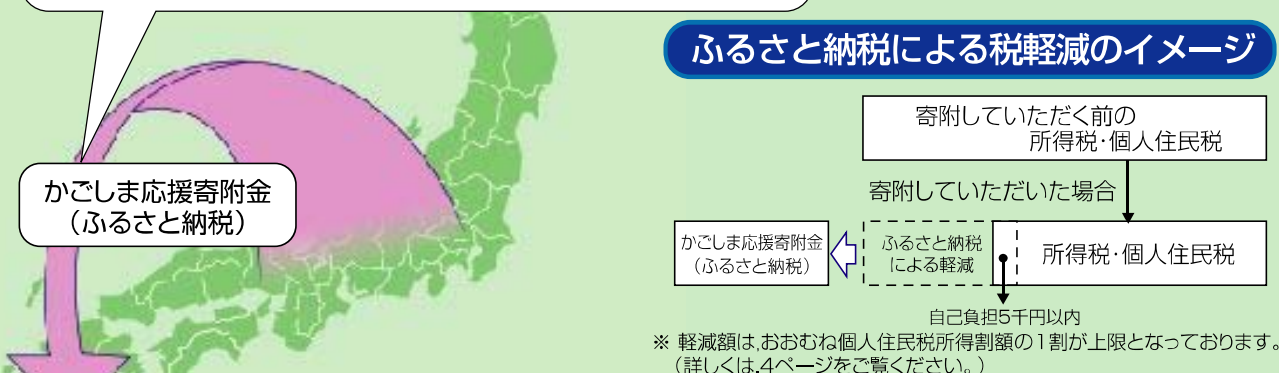 かごしま応援寄附金
（ふるさと納税）
ふるさと納税による税軽減のイメージ
寄附していただく前の
所得税・個人住民税
寄附していただいた場合
かごしま応援寄附金
（ふるさと納税）
ふるさと納税
による軽減
所得税・個人住民税
自己負担5千円以内
※ 軽減額は、おおむね個人住民税所得割額の1割が上限となっております。
（詳しくは、4ページをご覧ください。）